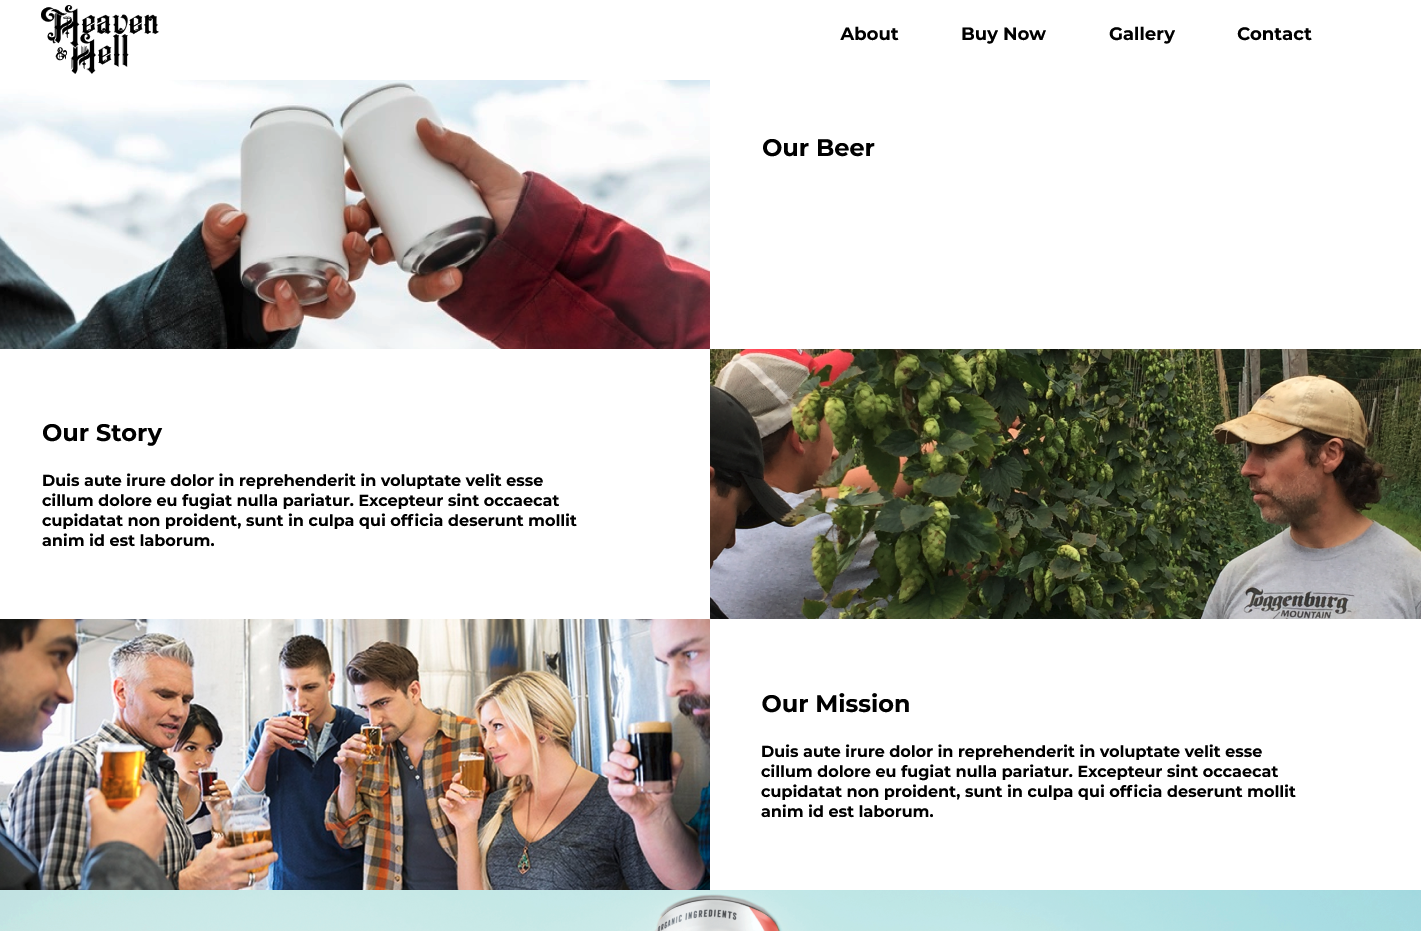 Heaven
& Hell
About Buy Now Gallery Contact
Our Beer
Our Story
Duis aute irure dolor in reprehenderit in voluptate velit esse
cillum dolore eu fugiat nulla pariatur. Excepteur sint occaecat
cupidatat non proident, sunt in culpa qui officia deserunt mollit
anim id est laborum.
Toggenburg
MOUNTAIN
Our Mission
Duis aute irure dolor in reprehenderit in voluptate velit esse
cillum dolore eu fugiat nulla pariatur. Excepteur sint occaecat
cupidatat non proident, sunt in culpa qui officia deserunt mollit
anim id est laborum.
ORGANIC INGREDIENTS